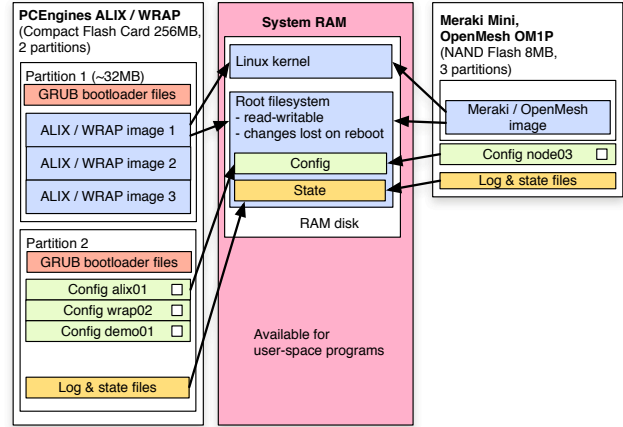 PCEngines ALIX / WRAP
(Compact Flash Card 256MB,
2 partitions)
Partition 1 (~32MB)
GRUB bootloader files
ALIX / WRAP image 1
ALIX / WRAP image 2
ALIX / WRAP image 3
Partition 2
GRUB bootloader files
Config alix01
Config wrap02
Config demo01
Log & state files
System RAM
Linux kernel
Root filesystem
- read-writable
- changes lost on reboot
Config
State
RAM disk
Available for
user-space programs
Meraki Mini,
OpenMesh OM1P
(NAND Flash 8MB,
3 partitions)
Meraki / OpenMesh
image
Config node03
Log & state files